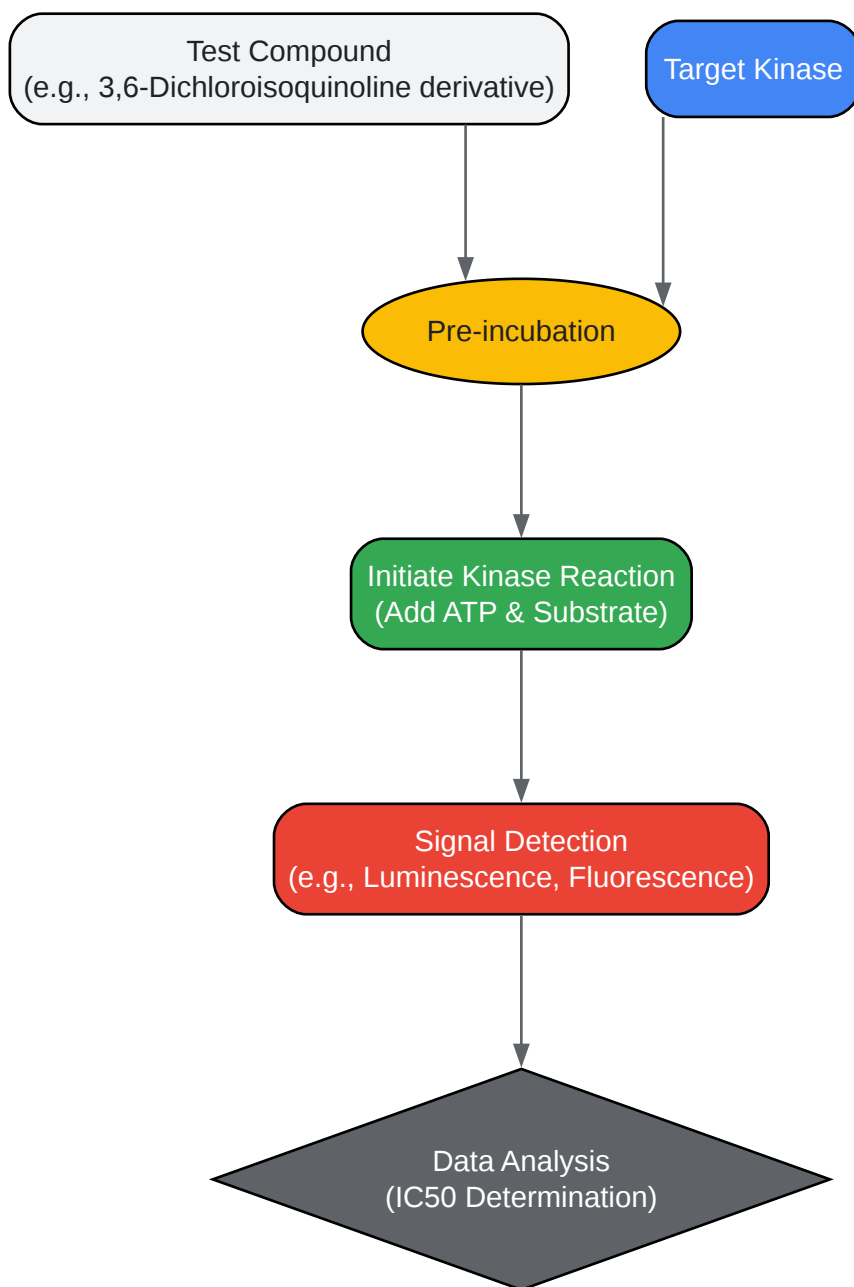 Test Compound
(e.g., 3,6-Dichloroisoquinoline derivative)
Target Kinase
Pre-incubation
Initiate Kinase Reaction
(Add ATP & Substrate)
Signal Detection
(e.g., Luminescence, Fluorescence)
Data Analysis
(IC50 Determination)